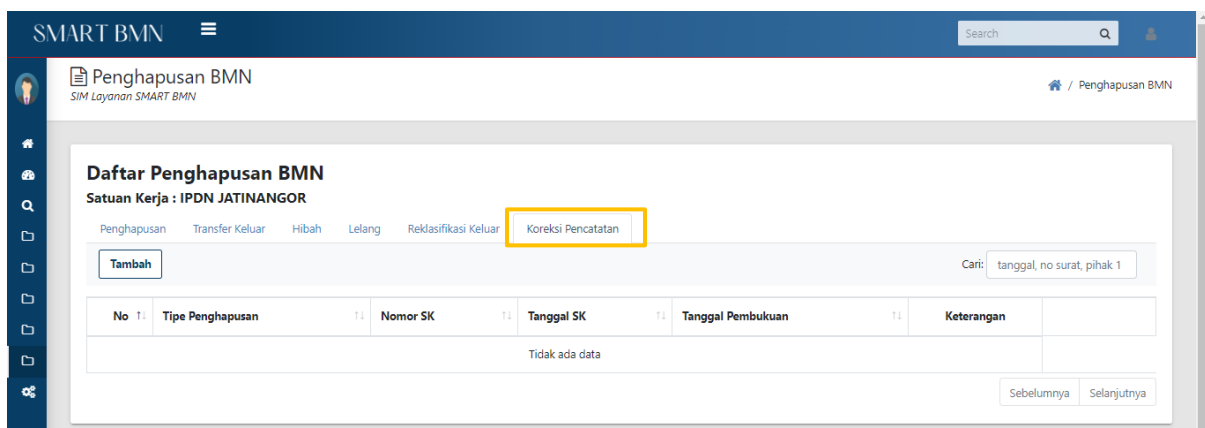 SMART BMN
Search
Penghapusan BMN
/ Penghapusan BMN
SIM Layanan SMART BMN
Daftar Penghapusan BMN
Satuan Kerja : IPDN JATINANGOR
Penghapusan Transfer Keluar Hibah Lelang Reklasifikasi Keluar Koreksi Pencatatan
Tambah
Cari: tanggal, no surat, pihak 1
No Tipe Penghapusan Nomor SK Tanggal SK Tanggal Pembukuan Keterangan
Tidak ada data
Sebelumnya Selanjutnya